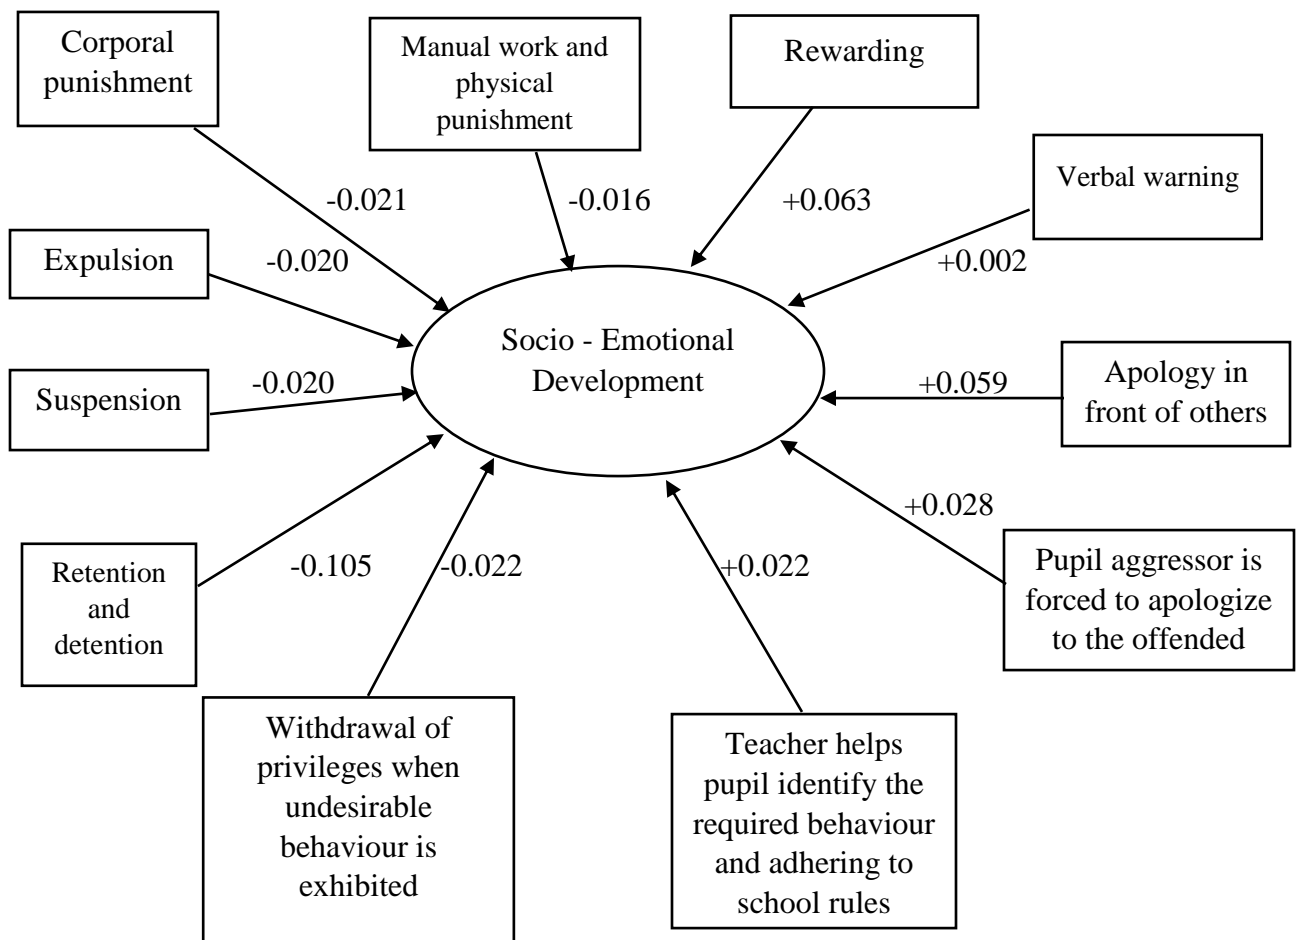 Corporal
punishment
Manual work and
physical
punishment
Rewarding
Verbal warning
-0.021
-0.016
+0.063
+0.002
Expulsion
-0.020
Socio - Emotional
Development
Suspension
-0.020
+0.059
Apology in
front of others
+0.028
Retention
and
detention
-0.105
-0.022
+0.022
Pupil aggressor is
forced to apologize
to the offended
Withdrawal of
privileges when
undesirable
behaviour is
exhibited
Teacher helps
pupil identify the
required behaviour
and adhering to
school rules